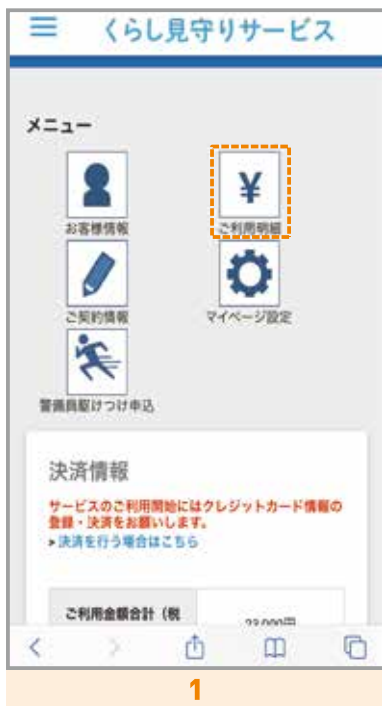 くらし見守りサービス
メニュー
お客様情報
¥
ご利用明細
ご契約情報
マイページ設定
警備員駆けつけ申込
決済情報
サービスのご利用開始にはクレジットカード情報の
登録・決済をお願いします。
▸決済を行う場合はこちら
ご利用金額合計（税
23,000円
1